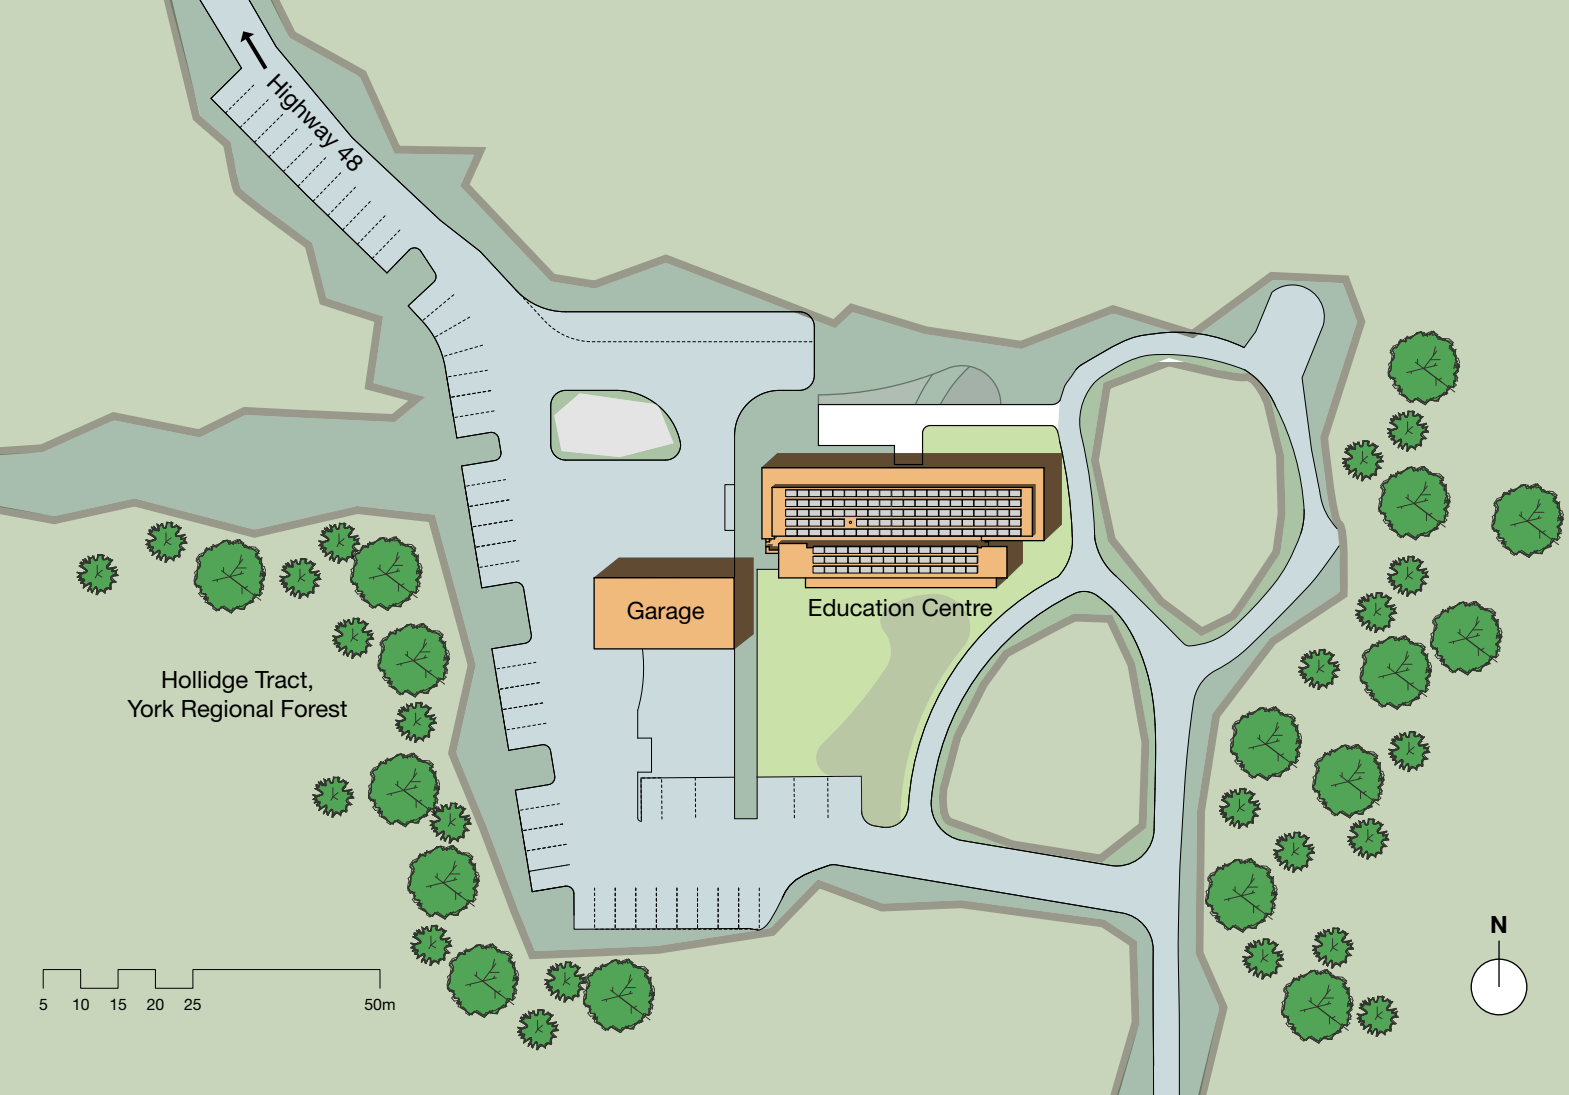 Highway 48
Garage
Education Centre
Hollidge Tract,
York Regional Forest
N
5 10 15 20 25 50m